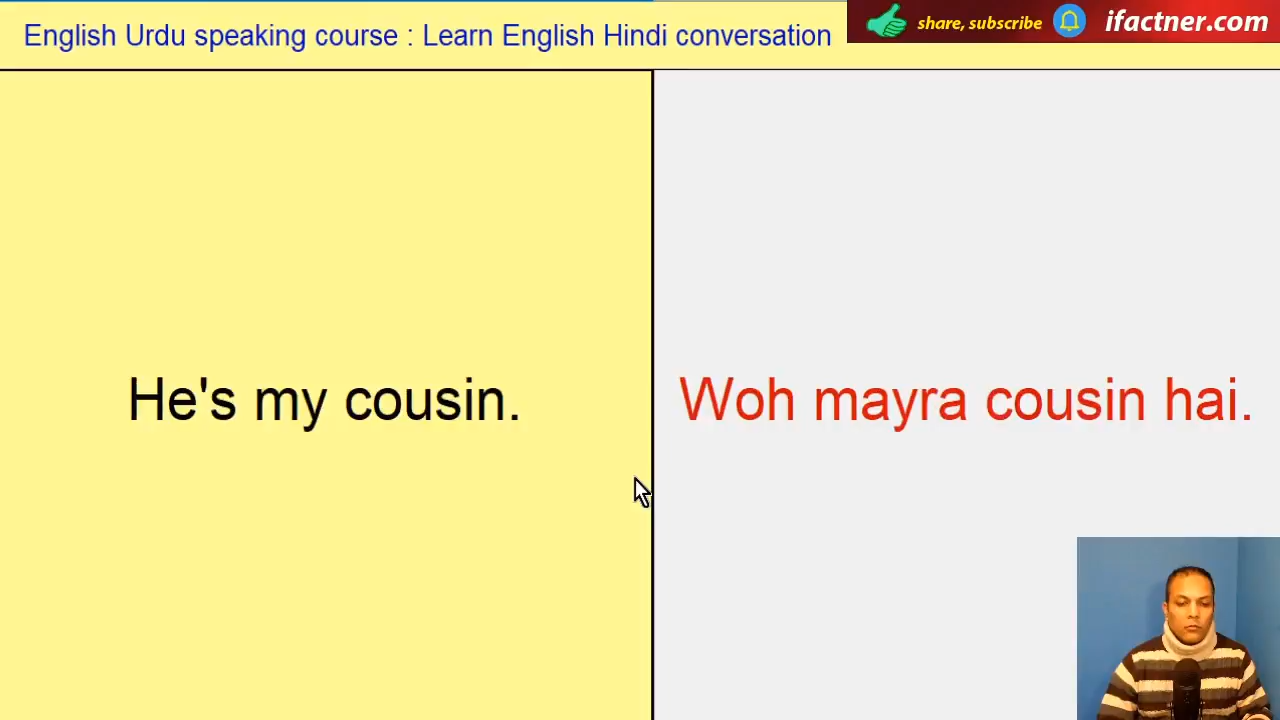 English Urdu speaking course : Learn English Hindi conversation
share, subscribe
ifactner.com
He's my cousin.
Woh mayra cousin hai.